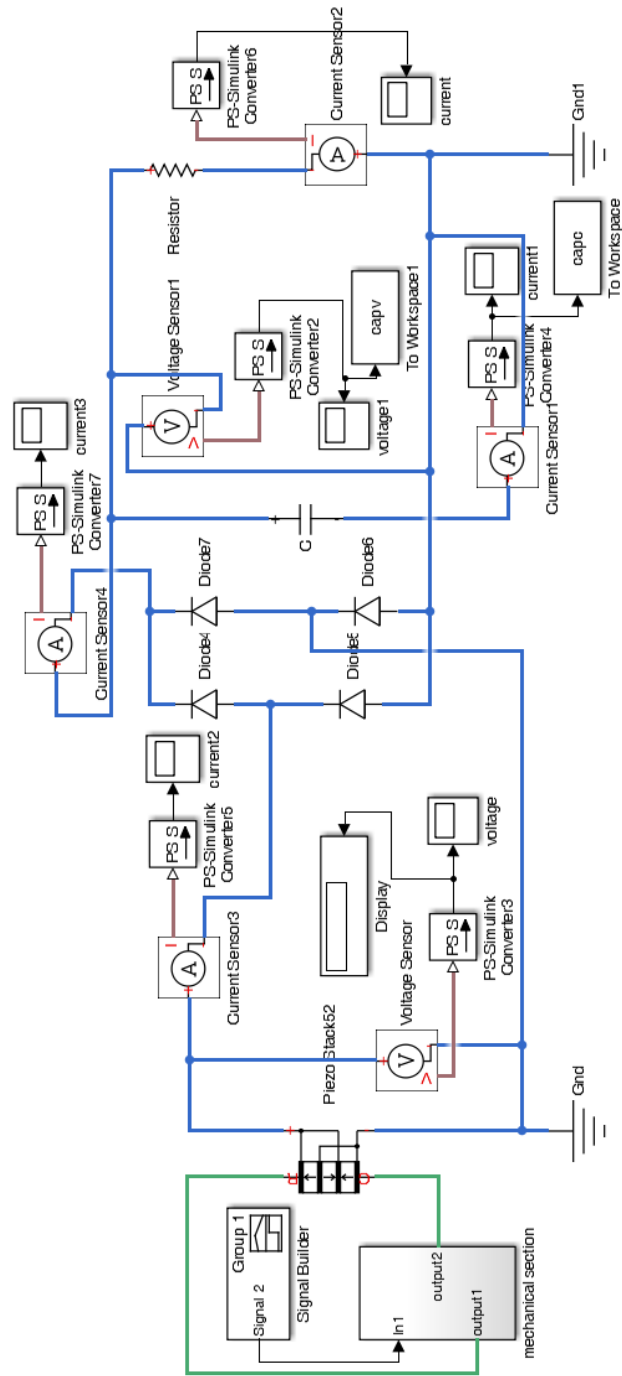 PS S
PS-Simulink
Converter6
Current Sensor2
I
A
current
Gnd1
Resistor
Voltage Sensor1
V
V
PS S
PS-Simulink
Converter2
voltage1
capv
To Workspace1
current1
PS S
PS-Simulink
Converter4
I
A
Current Sensor1
capc
To Workspace
current3
PS S
PS-Simulink
Converter7
I
A
Current Sensor4
C
Diode7
Diode6
Diode4
Diode5
current2
PS S
PS-Simulink
Converter5
I
A
Current Sensor3
Display
voltage
PS S
PS-Simulink
Converter3
Voltage Sensor
V
V
Piezo Stack52
R
C
Gnd
Group 1
Signal 2
Signal Builder
In1
output2
output1
mechanical section